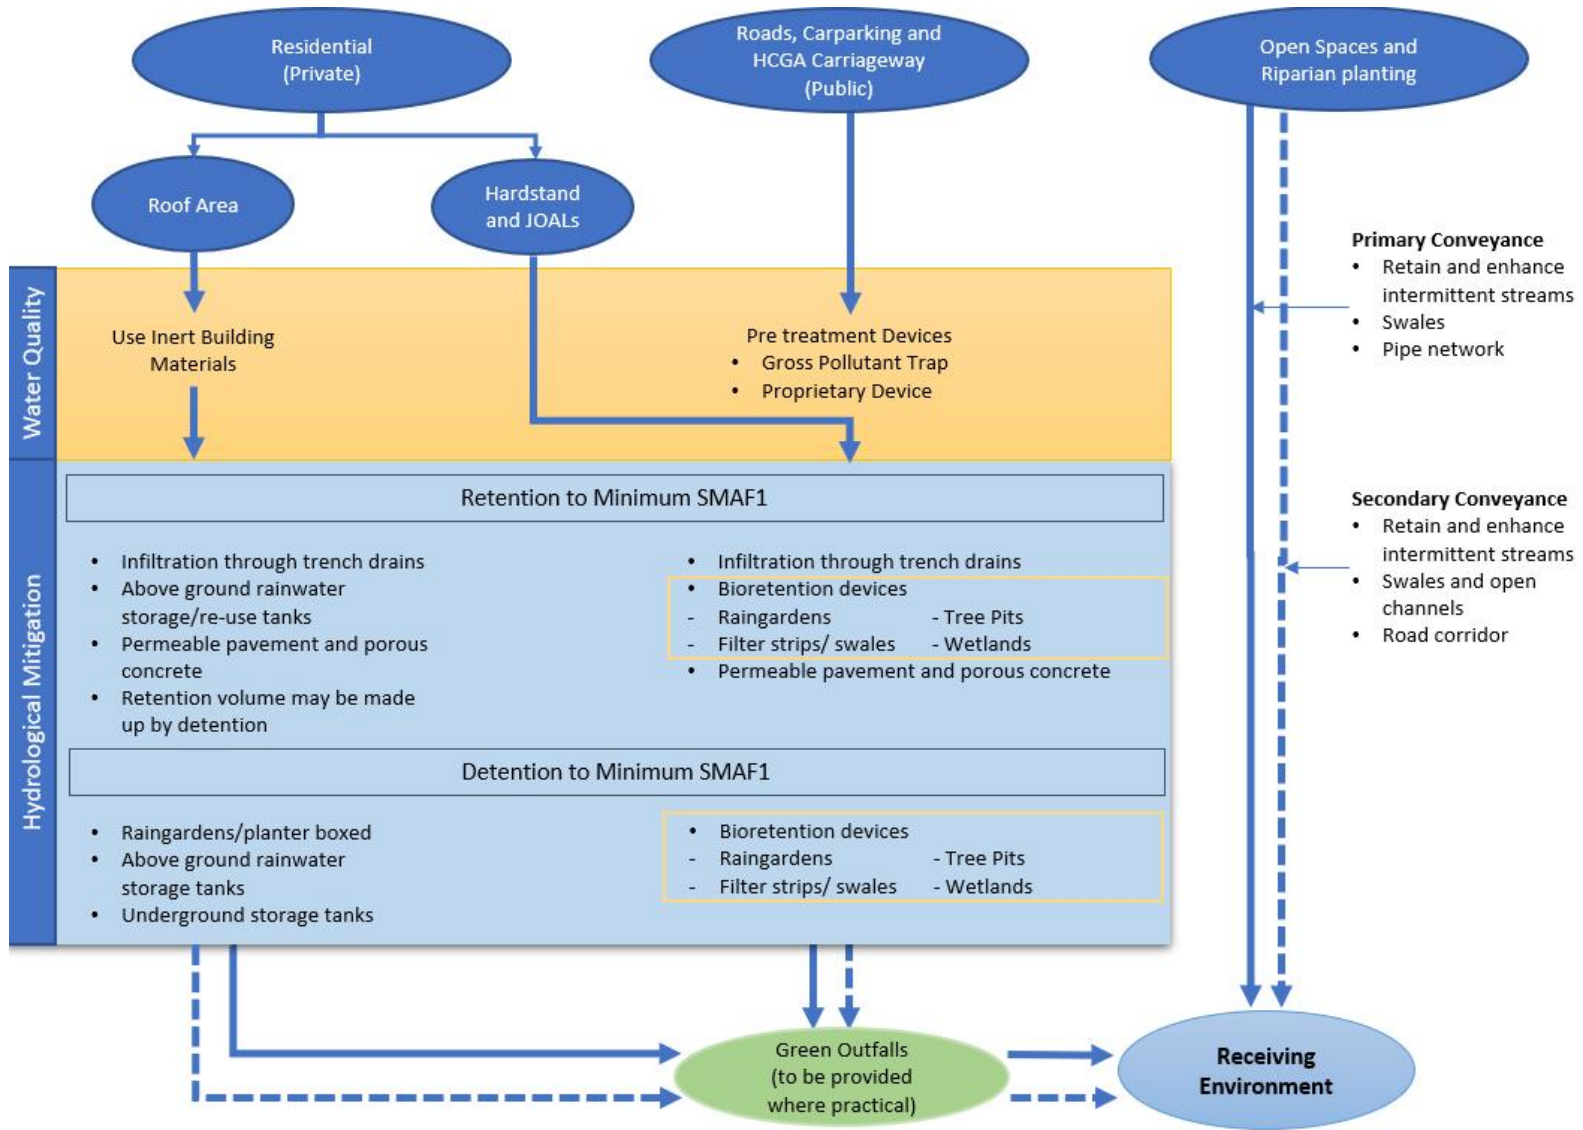 Residential
(Private)
Roads, Carparking and
HCGA Carriageway
(Public)
Open Spaces and
Riparian planting
Roof Area
Hardstand
and JOALs
Water Quality
Use Inert Building
Materials
Pre treatment Devices
• Gross Pollutant Trap
• Proprietary Device
Primary Conveyance
• Retain and enhance
intermittent streams
• Swales
• Pipe network
Hydrological Mitigation
Retention to Minimum SMAF1
• Infiltration through trench drains
• Above ground rainwater
storage/re-use tanks
• Permeable pavement and porous
concrete
• Retention volume may be made
up by detention
• Infiltration through trench drains
• Bioretention devices
- Raingardens - Tree Pits
- Filter strips/ swales - Wetlands
• Permeable pavement and porous concrete
Secondary Conveyance
• Retain and enhance
intermittent streams
• Swales and open
channels
• Road corridor
Detention to Minimum SMAF1
• Raingardens/planter boxed
• Above ground rainwater
storage tanks
• Underground storage tanks
• Bioretention devices
- Raingardens - Tree Pits
- Filter strips/ swales - Wetlands
Green Outfalls
(to be provided
where practical)
Receiving
Environment